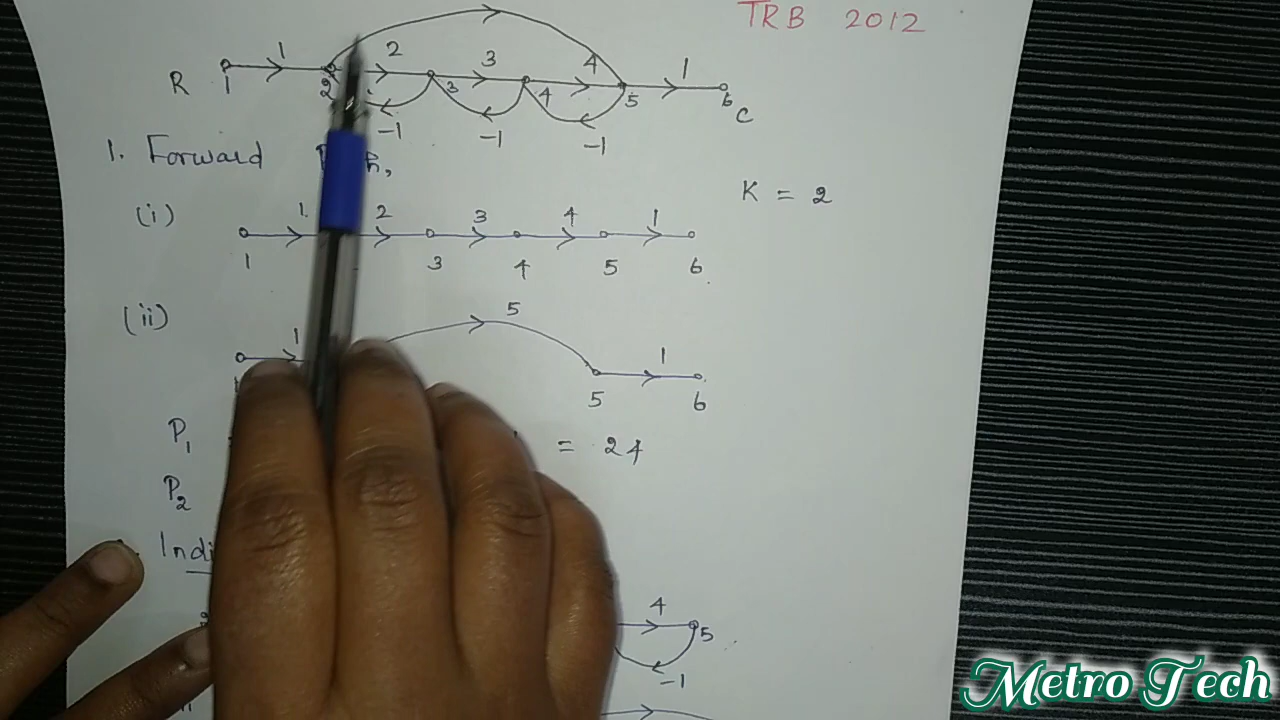 TRB 2012
R 1 1 2 2 3 3 4 4 5 1 6 C
-1 -1 -1
1. Forward
K = 2
(i) 1 2 3 4 1
1 3 4 5 6
(ii) 1 5 1
5 6
P1 = 24
P2
Indi
4 5
-1
Metro Tech